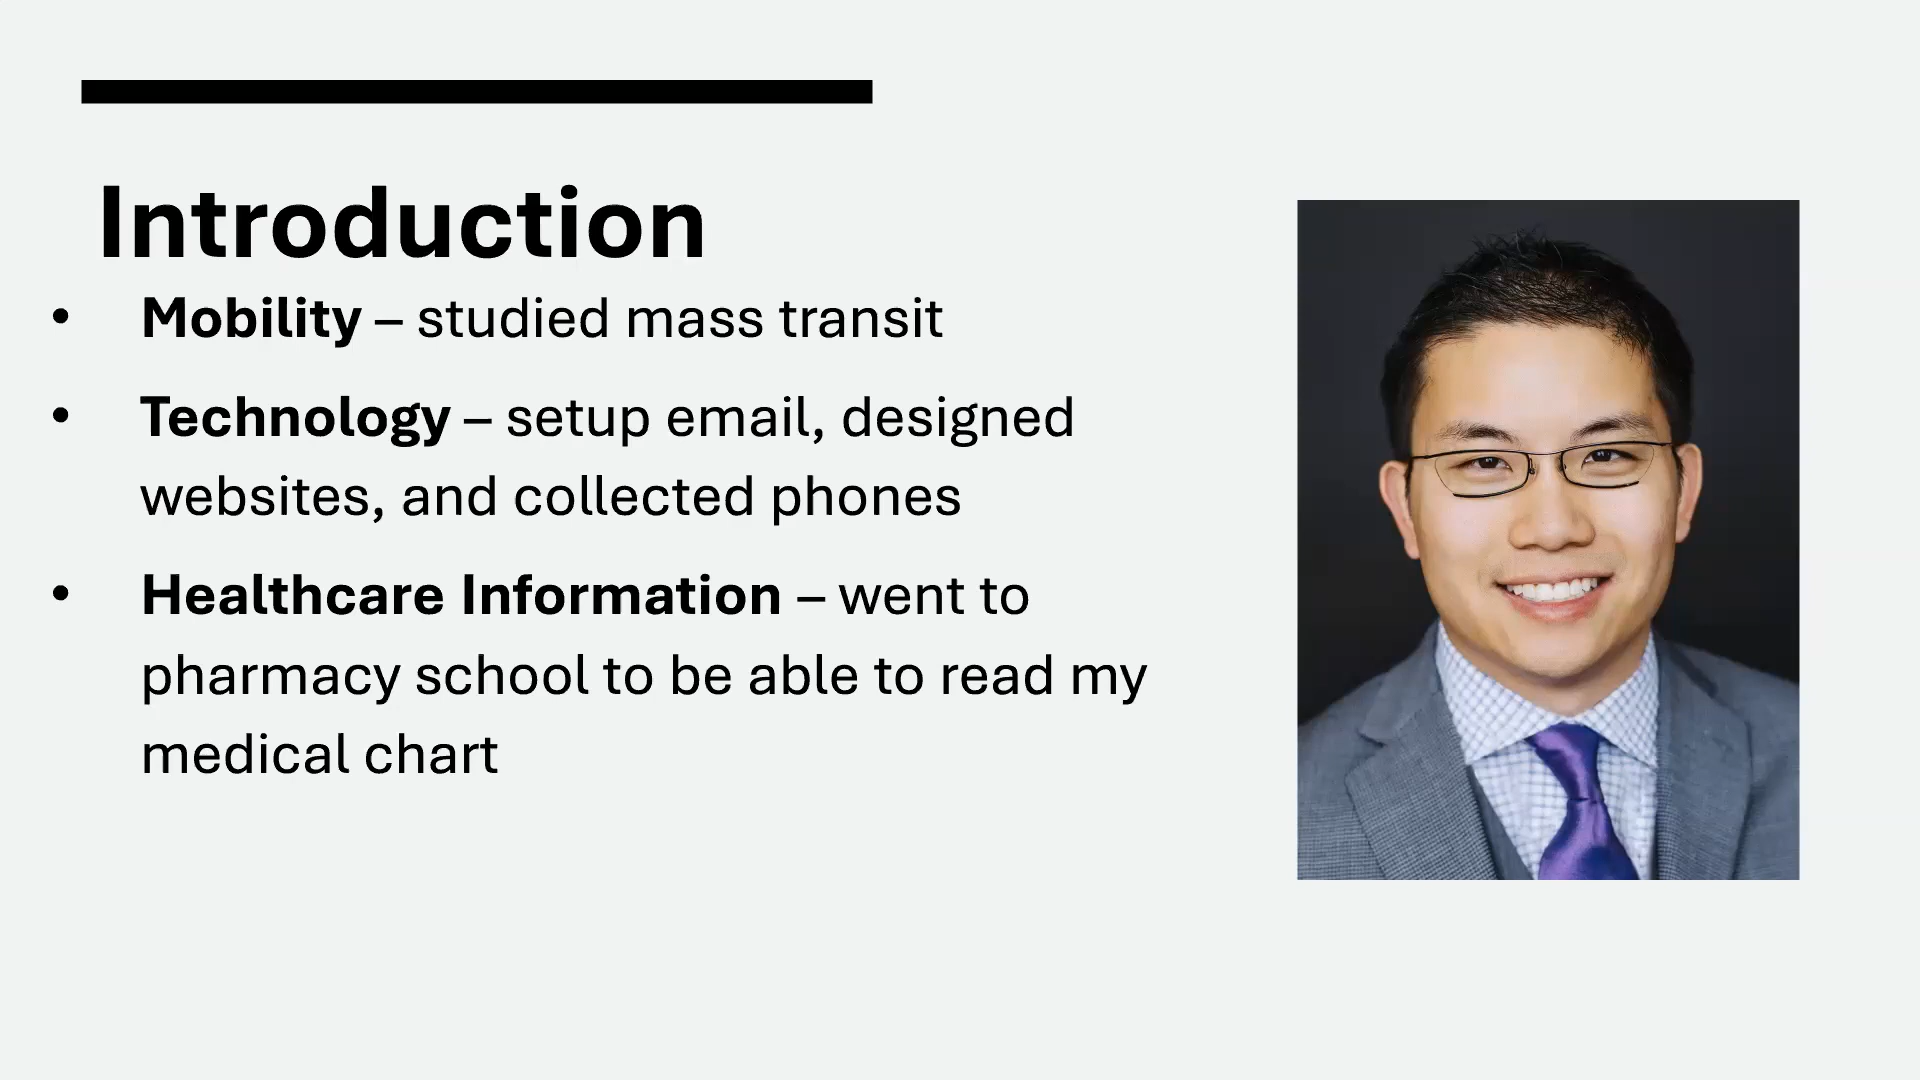 Introduction
• Mobility – studied mass transit
• Technology – setup email, designed
websites, and collected phones
• Healthcare Information – went to
pharmacy school to be able to read my
medical chart